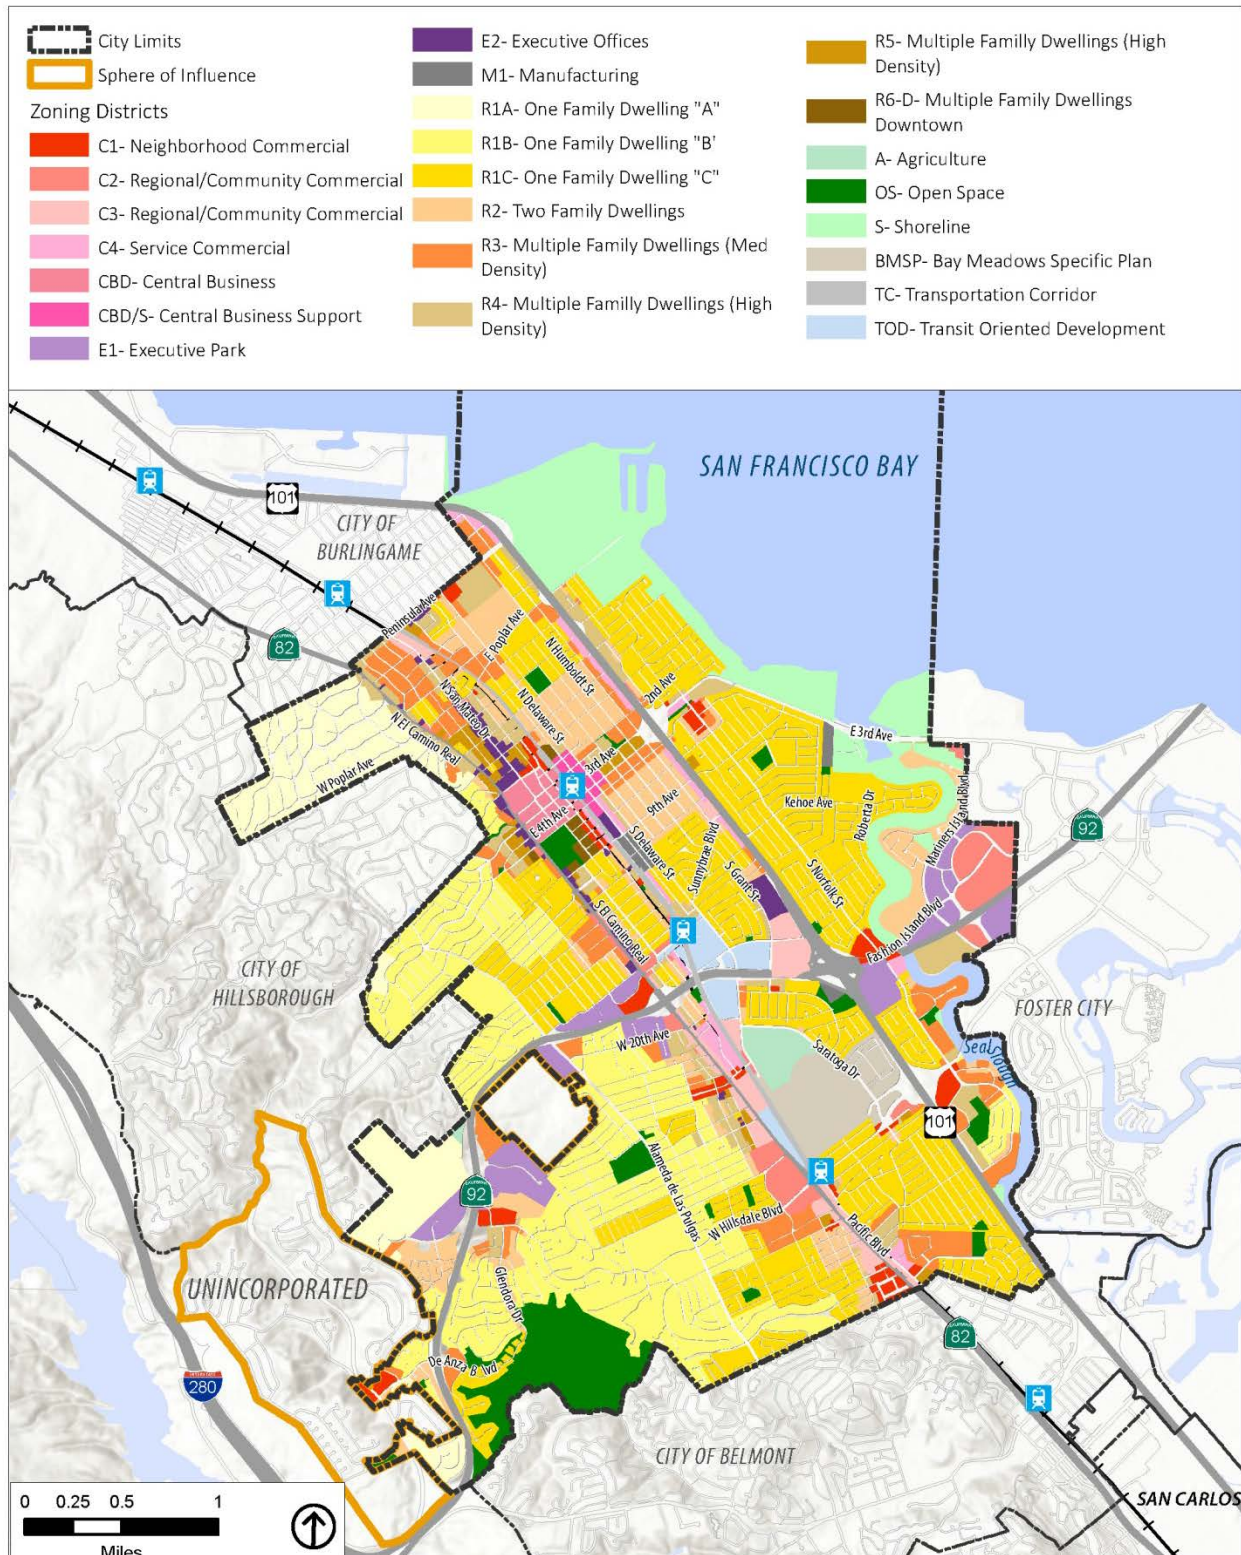 City Limits
Sphere of Influence
Zoning Districts
C1- Neighborhood Commercial
C2- Regional/Community Commercial
C3- Regional/Community Commercial
C4- Service Commercial
CBD- Central Business
CBD/S- Central Business Support
E1- Executive Park
E2- Executive Offices
M1- Manufacturing
R1A- One Family Dwelling "A"
R1B- One Family Dwelling "B'
R1C- One Family Dwelling "C"
R2- Two Family Dwellings
R3- Multiple Family Dwellings (Med
Density)
R4- Multiple Familly Dwellings (High
Density)
R5- Multiple Familly Dwellings (High
Density)
R6-D- Multiple Family Dwellings
Downtown
A- Agriculture
OS- Open Space
S- Shoreline
BMSP- Bay Meadows Specific Plan
TC- Transportation Corridor
TOD- Transit Oriented Development
SAN FRANCISCO BAY
101
CITY OF
BURLINGAME
CALIFORNIA
82
Peninsula Ave
E Poplar Ave
N Humboldt St
N San Mateo Dr
N Delaware St
2nd Ave
N El Camino Real
W Poplar Ave
3rd Ave
E 3rd Ave
E 4th Ave
9th Ave
Kehoe Ave
Roberta Dr
Mariners Island Blvd
CALIFORNIA
92
S Delaware St
Sunnybrae Blvd
S Grant St
S Norfolk St
S El Camino Real
Fashion Island Blvd
CITY OF
HILLSBOROUGH
FOSTER CITY
W 20th Ave
Saratoga Dr
Seal Slough
101
Alameda de Las Pulgas
CALIFORNIA
92
W Hillsdale Blvd
Pacific Blvd
UNINCORPORATED
Glendora Dr
De Anza B lvd
CALIFORNIA
82
INTERSTATE
280
CITY OF BELMONT
SAN CARLOS
0 0.25 0.5 1
Miles